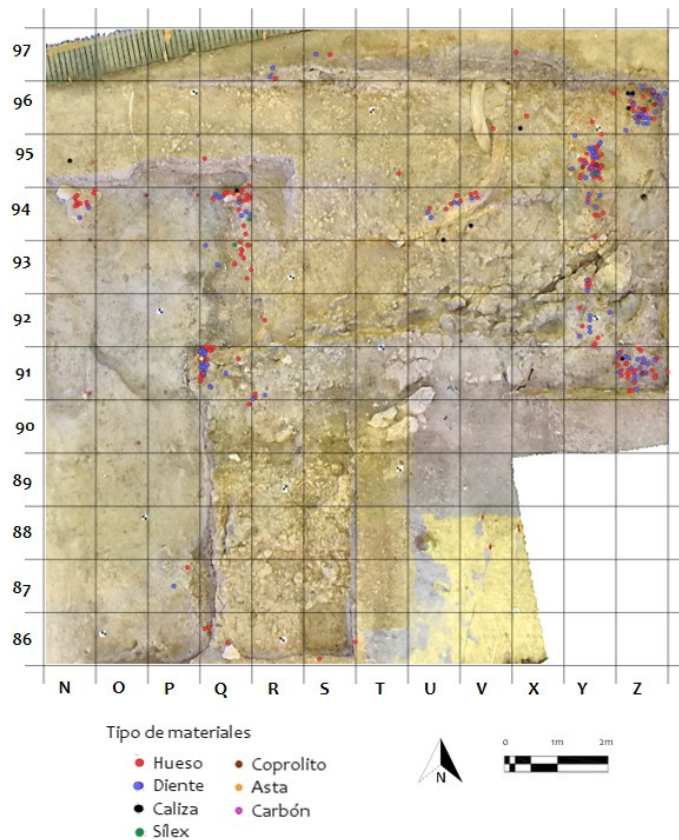 97
96
95
94
93
92
91
90
89
88
87
86
N O P Q R S T U V X Y Z
Tipo de materiales
Hueso
Diente
Caliza
Sílex
Coprolito
Asta
Carbón
N
0 1m 2m